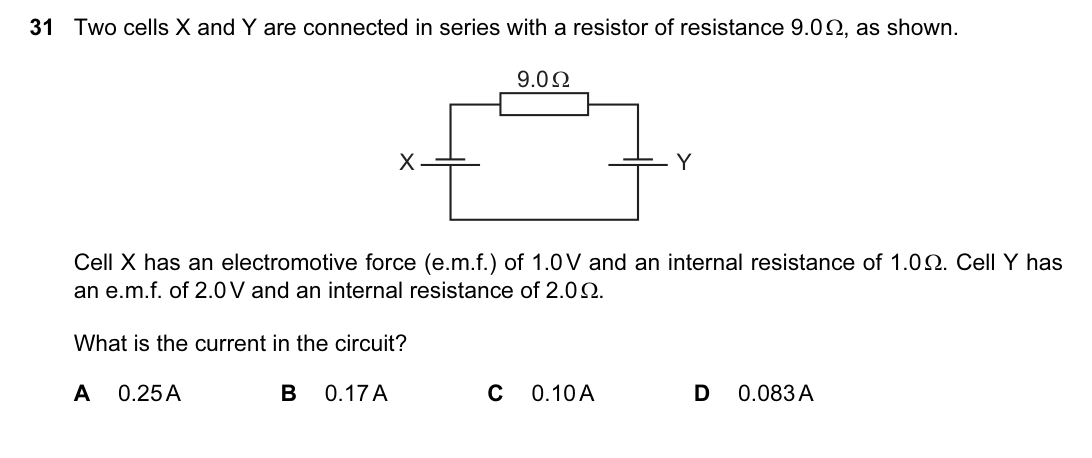 31 Two cells X and Y are connected in series with a resistor of resistance 9.0Ω, as shown.
9.0Ω
X
Y
Cell X has an electromotive force (e.m.f.) of 1.0V and an internal resistance of 1.0Ω. Cell Y has
an e.m.f. of 2.0V and an internal resistance of 2.0Ω.
What is the current in the circuit?
A 0.25A B 0.17A C 0.10A D 0.083A